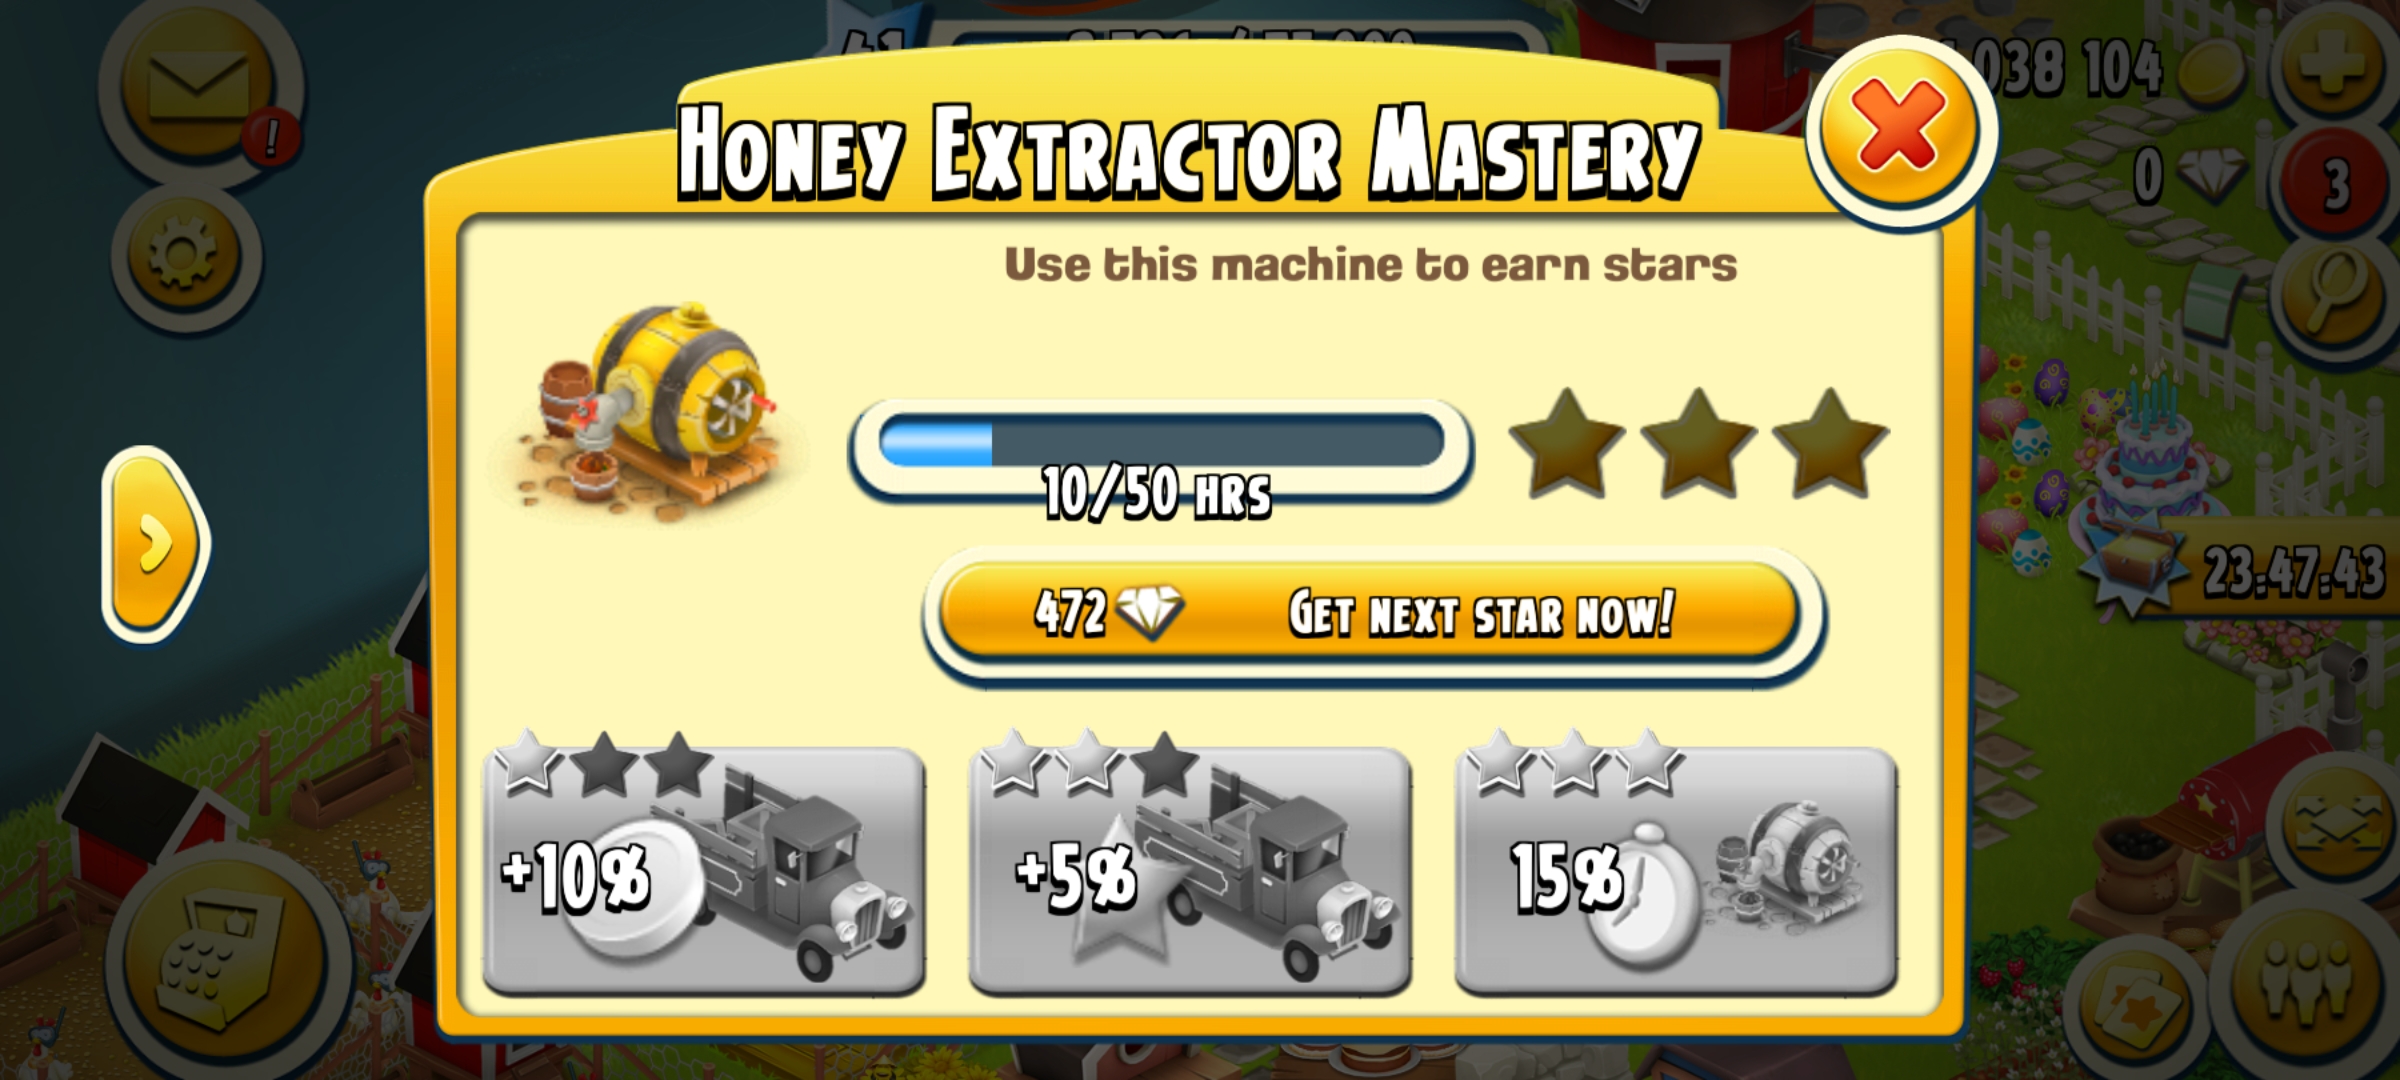 Honey Extractor Mastery
038 104
!
0
3
Use this machine to earn stars
10/50 hrs
472 Get next star now!
23:47:43
+10%
+5%
15%